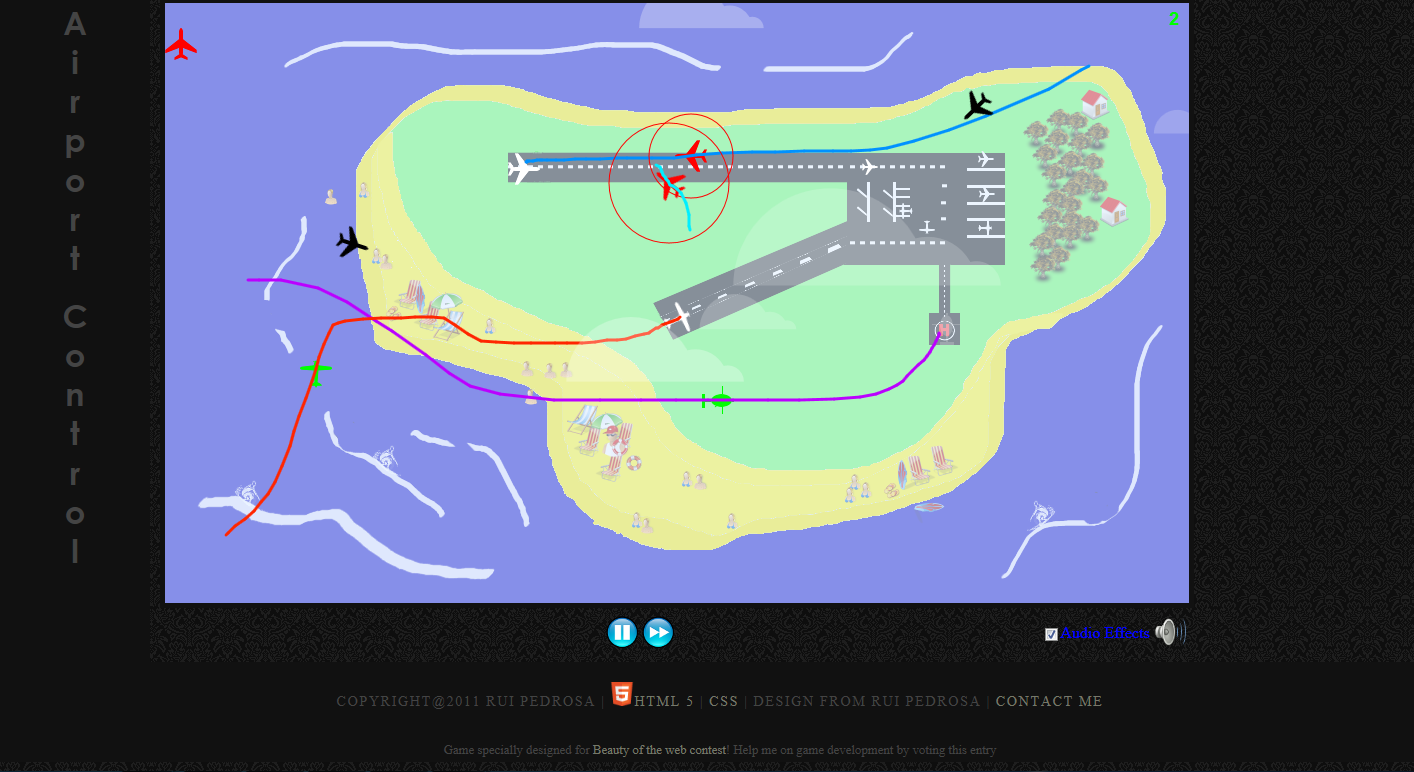 Airport Control
2
H
Audio Effects
COPYRIGHT@2011 RUI PEDROSA | HTML 5 | CSS | DESIGN FROM RUI PEDROSA | CONTACT ME
Game specially designed for Beauty of the web contest! Help me on game development by voting this entry